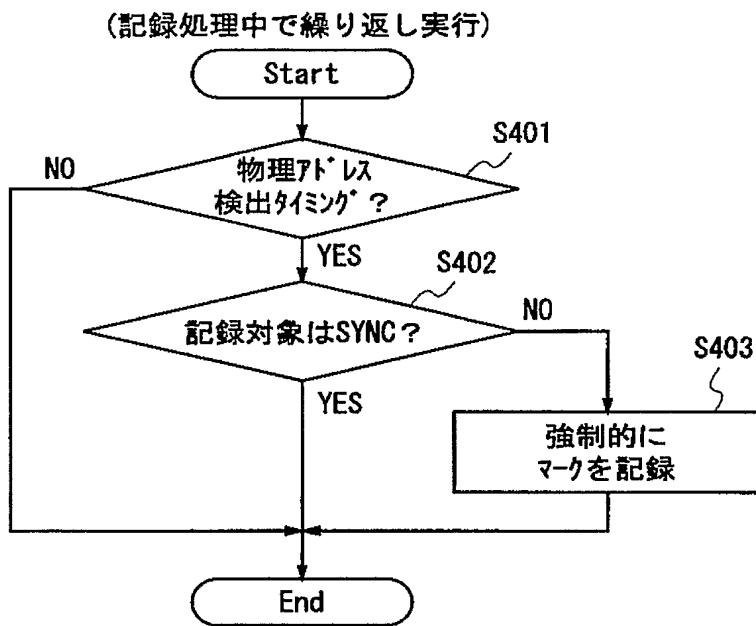 (記録処理中で繰り返し実行)
Start
S401
NO
物理ｱﾄﾞﾚｽ
検出ﾀｲﾐﾝｸﾞ？
YES
S402
記録対象はSYNC？
NO
YES
S403
強制的に
ﾏｰｸを記録
End